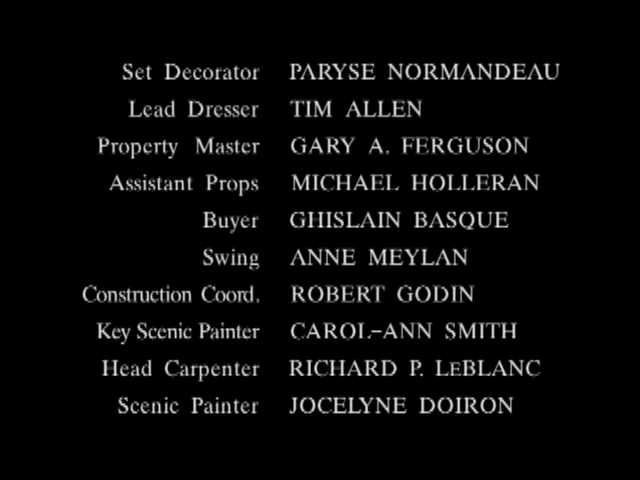 Set Decorator PARYSE NORMANDEAU
Lead Dresser TIM ALLEN
Property Master GARY A. FERGUSON
Assistant Props MICHAEL HOLLERAN
Buyer GHISLAIN BASQUE
Swing ANNE MEYLAN
Construction Coord. ROBERT GODIN
Key Scenic Painter CAROL-ANN SMITH
Head Carpenter RICHARD P. LEBLANC
Scenic Painter JOCELYNE DOIRON